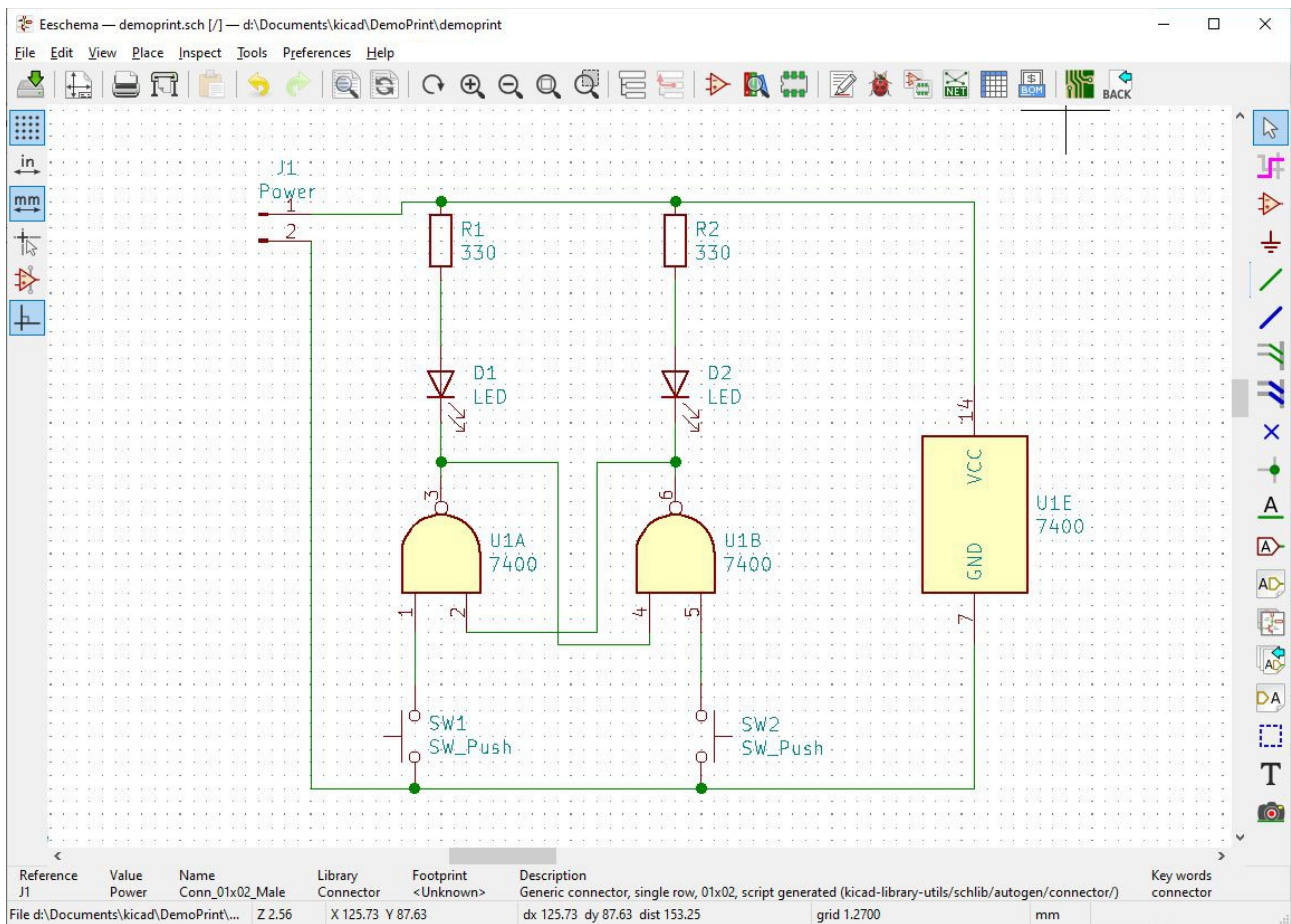 Eeschema — demoprint.sch [/] — d:\Documents\kicad\DemoPrint\demoprint
File Edit View Place Inspect Tools Preferences Help
NET
$
BOM
BACK
in
mm
J1
Power
1
2
R1
330
R2
330
D1
LED
D2
LED
14
VCC
U1E
7400
GND
7
3
U1A
7400
1
2
6
U1B
7400
4
5
SW1
SW_Push
SW2
SW_Push
A
A
AD
AD
DA
T
Reference Value Name Library Footprint Description Key words
J1 Power Conn_01x02_Male Connector <Unknown> Generic connector, single row, 01x02, script generated (kicad-library-utils/schlib/autogen/connector/) connector
File d:\Documents\kicad\DemoPrint\... Z 2.56 X 125.73 Y 87.63 dx 125.73 dy 87.63 dist 153.25 grid 1.2700 mm